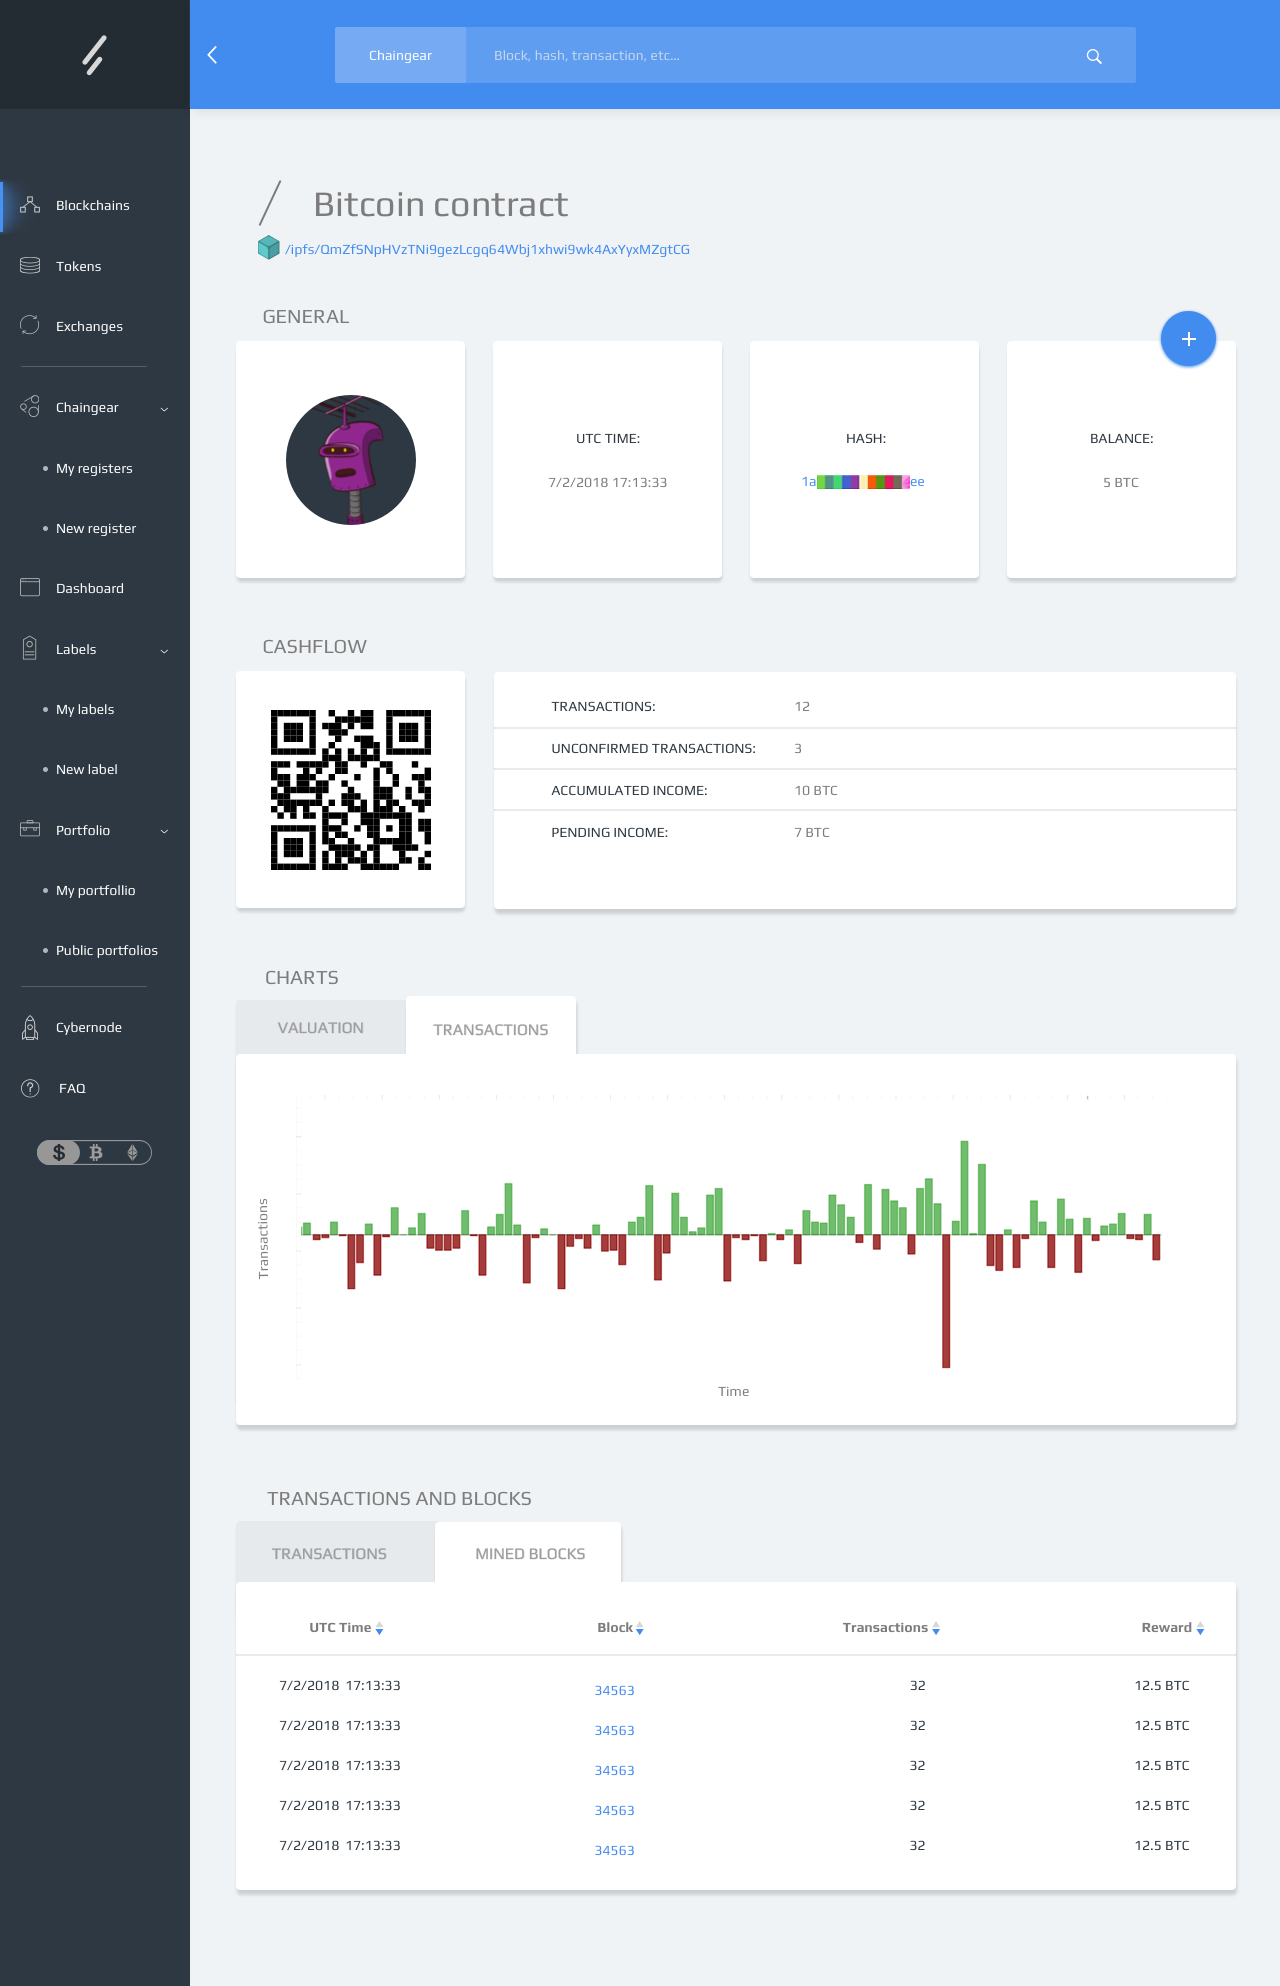 Chaingear
Block, hash, transaction, etc...
Blockchains
Tokens
Exchanges
Chaingear
My registers
New register
Dashboard
Labels
My labels
New label
Portfolio
My portfollio
Public portfolios
Cybernode
FAQ
$
Bitcoin contract
/ipfs/QmZfSNpHVzTNi9gezLcgq64Wbj1xhwi9wk4AxYyxMZgtCG
GENERAL
+
UTC TIME:
7/2/2018 17:13:33
HASH:
1a ee
BALANCE:
5 BTC
CASHFLOW
TRANSACTIONS: 12
UNCONFIRMED TRANSACTIONS: 3
ACCUMULATED INCOME: 10 BTC
PENDING INCOME: 7 BTC
CHARTS
VALUATION TRANSACTIONS
Transactions
Time
TRANSACTIONS AND BLOCKS
TRANSACTIONS MINED BLOCKS
UTC Time Block Transactions Reward
7/2/2018 17:13:33 34563 32 12.5 BTC
7/2/2018 17:13:33 34563 32 12.5 BTC
7/2/2018 17:13:33 34563 32 12.5 BTC
7/2/2018 17:13:33 34563 32 12.5 BTC
7/2/2018 17:13:33 34563 32 12.5 BTC